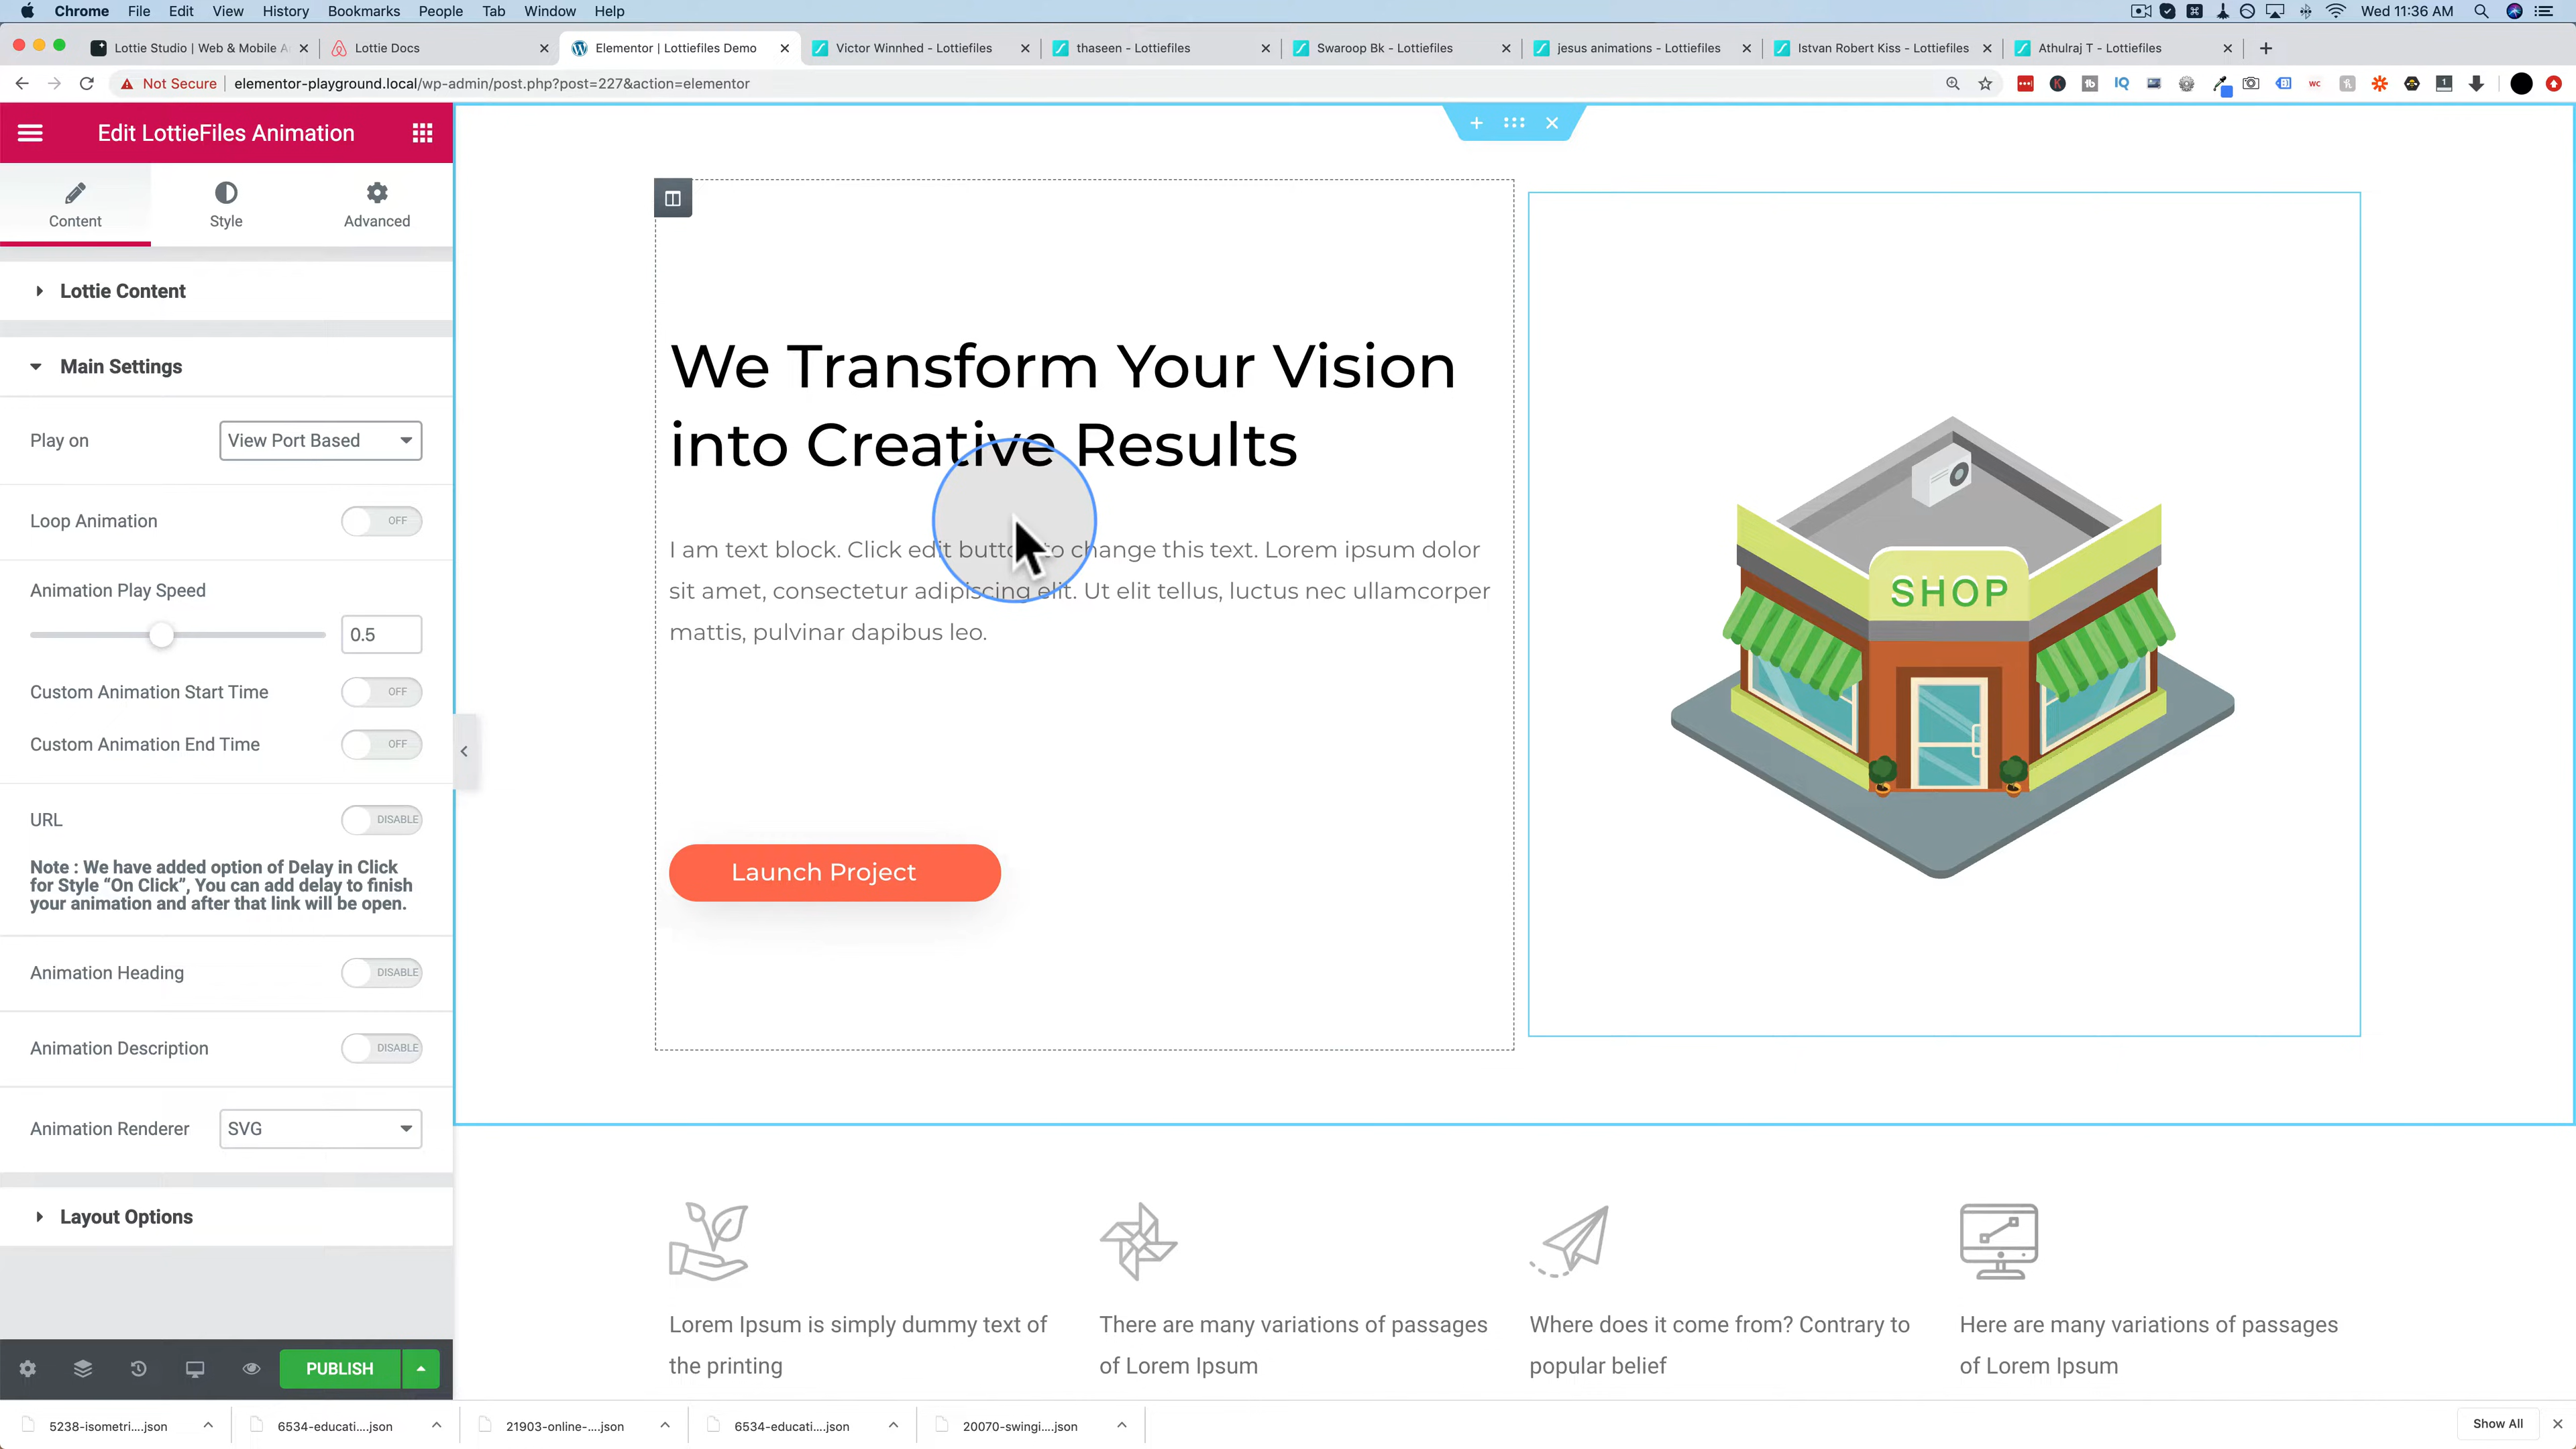 Chrome File Edit View History Bookmarks People Tab Window Help
Wed 11:36 AM
Lottie Studio | Web & Mobile A
Lottie Docs
Elementor | Lottiefiles Demo
Victor Winnhed - Lottiefiles
thaseen - Lottiefiles
Swaroop Bk - Lottiefiles
jesus animations - Lottiefiles
Istvan Robert Kiss - Lottiefiles
Athulraj T - Lottiefiles
Not Secure
elementor-playground.local/wp-admin/post.php?post=227&action=elementor
Edit LottieFiles Animation
Content
Style
Advanced
Lottie Content
Main Settings
Play on
View Port Based
Loop Animation
OFF
Animation Play Speed
0.5
Custom Animation Start Time
OFF
Custom Animation End Time
OFF
URL
DISABLE
Note : We have added option of Delay in Click
for Style “On Click”, You can add delay to finish
your animation and after that link will be open.
Animation Heading
DISABLE
Animation Description
DISABLE
Animation Renderer
SVG
Layout Options
PUBLISH
We Transform Your Vision
into Creative Results
I am text block. Click edit button to change this text. Lorem ipsum dolor
sit amet, consectetur adipiscing elit. Ut elit tellus, luctus nec ullamcorper
mattis, pulvinar dapibus leo.
Launch Project
SHOP
Lorem Ipsum is simply dummy text of
the printing
There are many variations of passages
of Lorem Ipsum
Where does it come from? Contrary to
popular belief
Here are many variations of passages
of Lorem Ipsum
5238-isometri....json
6534-educati....json
21903-online-....json
6534-educati....json
20070-swingi....json
Show All